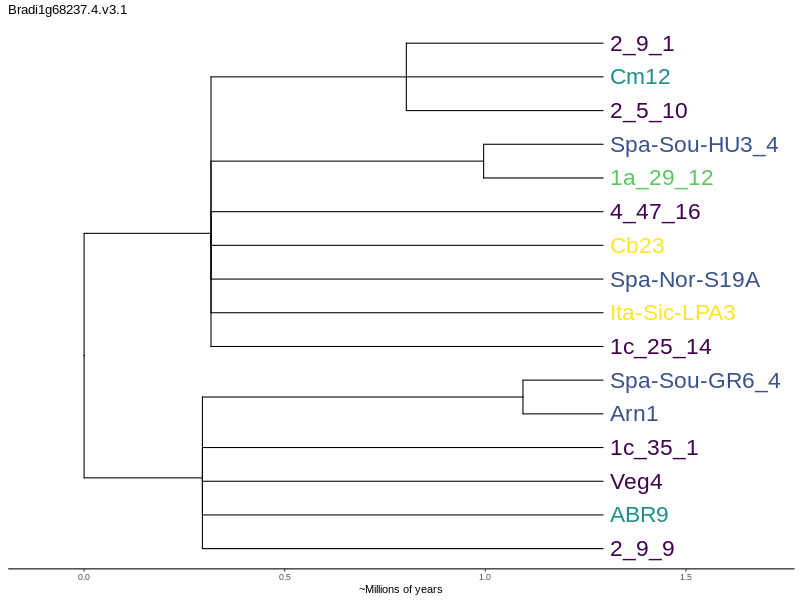 Bradi1g68237.4.v3.1
2_9_1
Cm12
2_5_10
Spa-Sou-HU3_4
1a_29_12
4_47_16
Cb23
Spa-Nor-S19A
Ita-Sic-LPA3
1c_25_14
Spa-Sou-GR6_4
Arn1
1c_35_1
Veg4
ABR9
2_9_9
0.0 0.5 1.0 1.5
~Millions of years